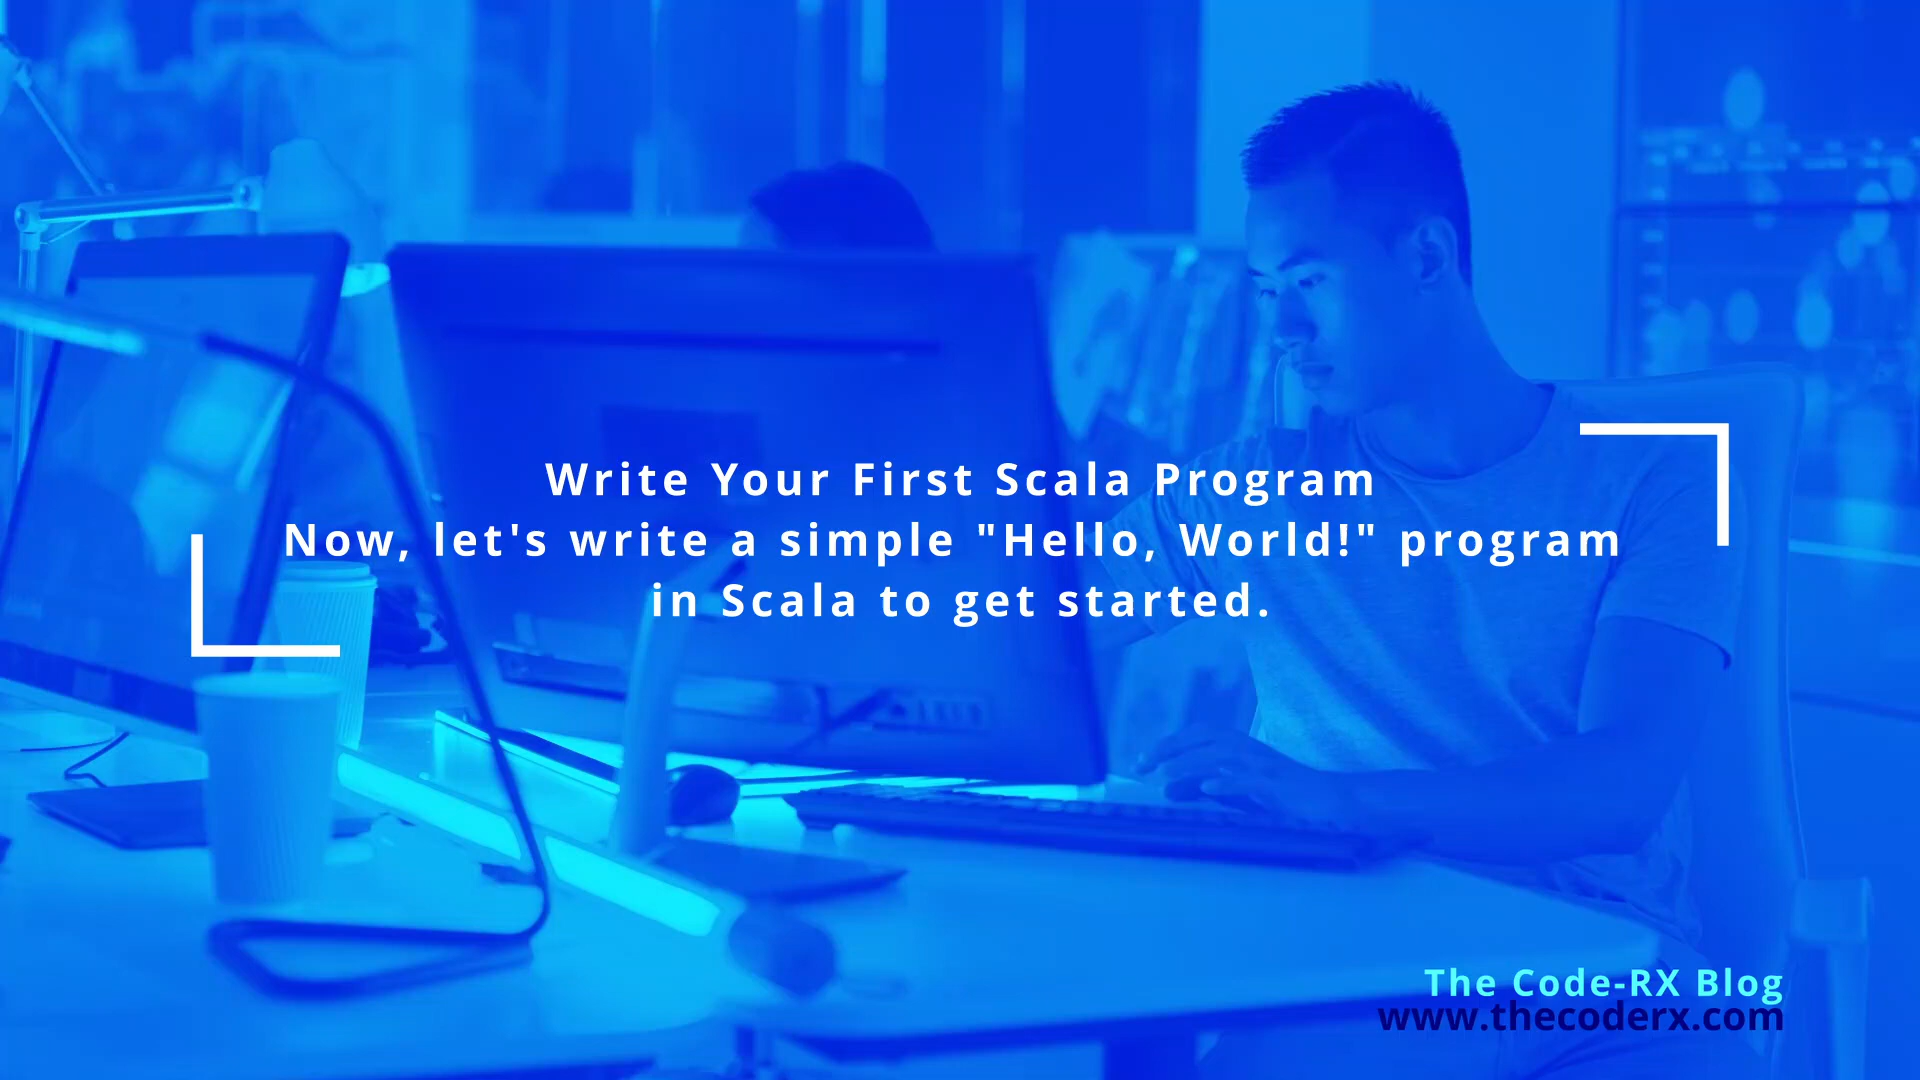 Write Your First Scala Program
Now, let's write a simple "Hello, World!" program
in Scala to get started.
The Code-RX Blog
www.thecoderx.com